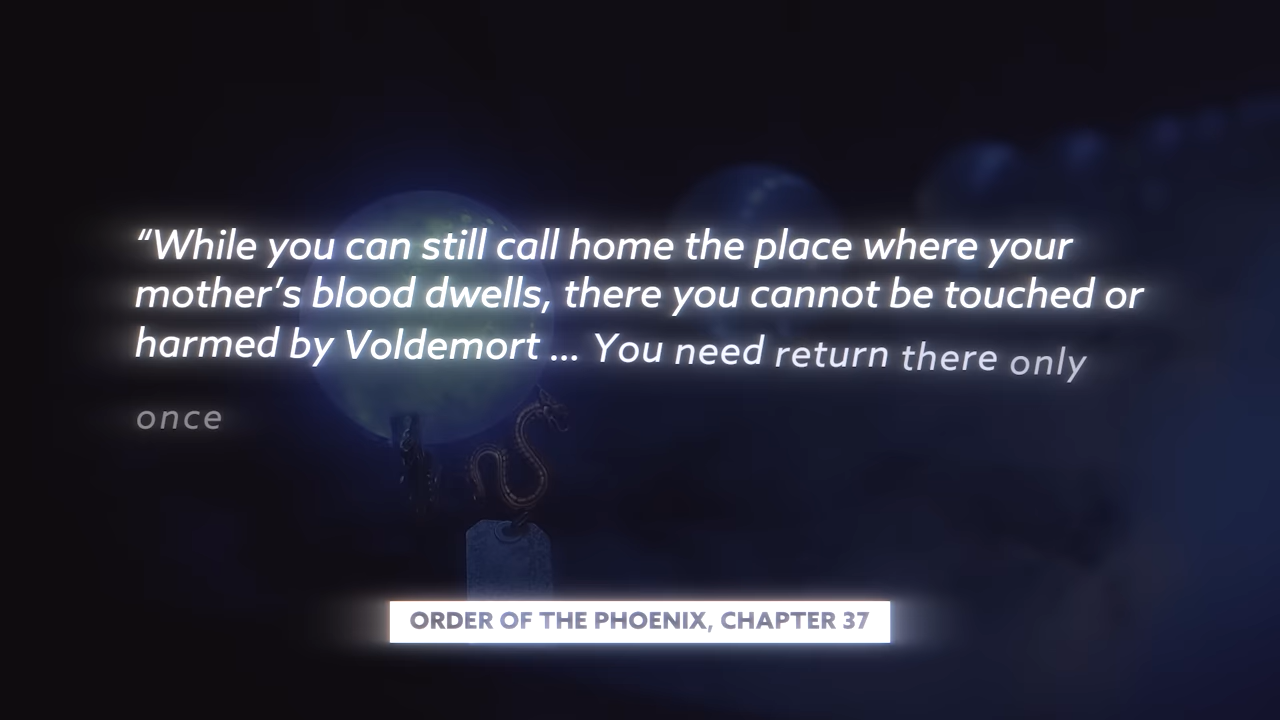 “While you can still call home the place where your
mother’s blood dwells, there you cannot be touched or
harmed by Voldemort ... You need return there only
once
ORDER OF THE PHOENIX, CHAPTER 37